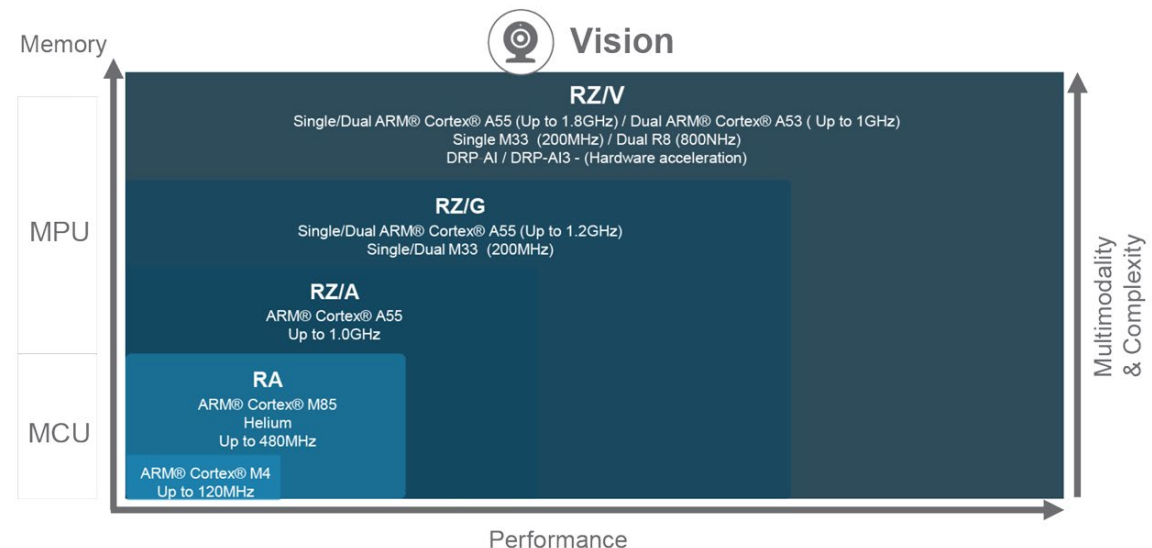 Memory
Vision
RZ/V
Single/Dual ARM® Cortex® A55 (Up to 1.8GHz) / Dual ARM® Cortex® A53 ( Up to 1GHz)
Single M33 (200MHz) / Dual R8 (800NHz)
DRP-AI / DRP-AI3 - (Hardware acceleration)
MPU
RZ/G
Single/Dual ARM® Cortex® A55 (Up to 1.2GHz)
Single/Dual M33 (200MHz)
RZ/A
ARM® Cortex® A55
Up to 1.0GHz
MCU
RA
ARM® Cortex® M85
Helium
Up to 480MHz
ARM® Cortex® M4
Up to 120MHz
Multimodality
& Complexity
Performance